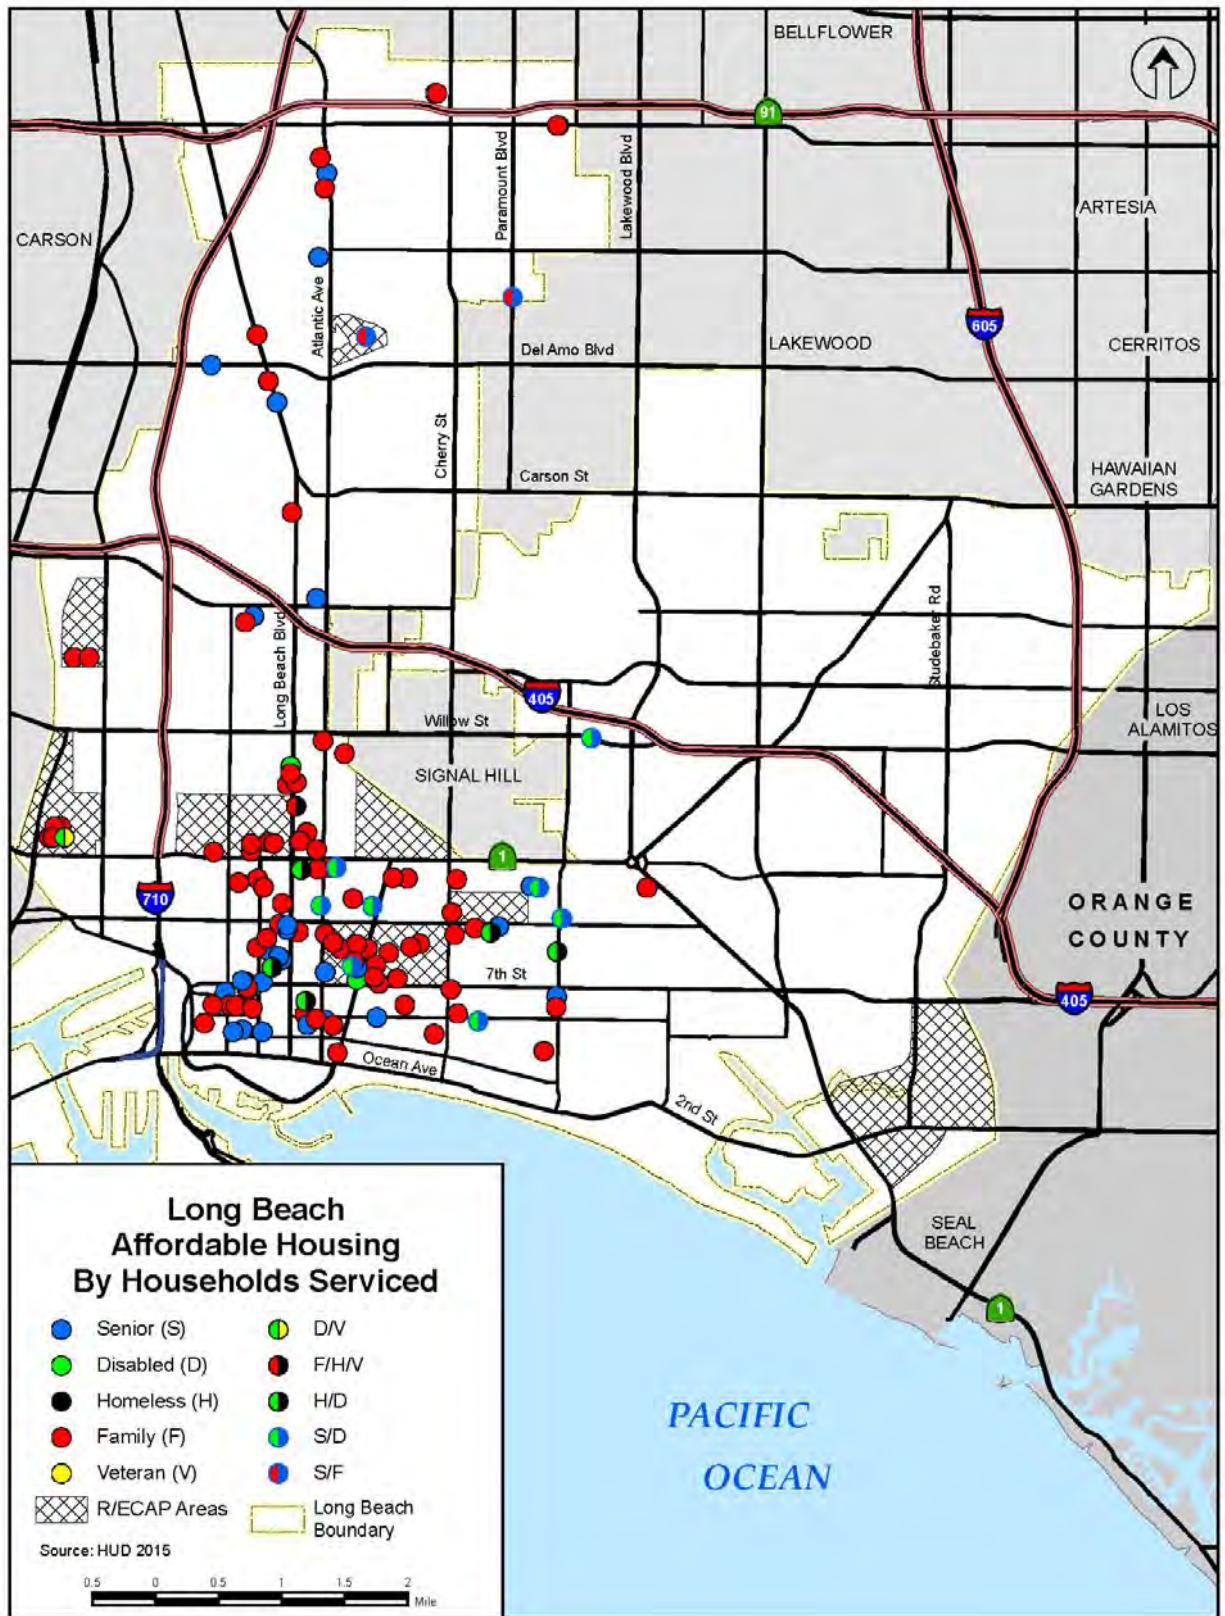 BELLFLOWER
91
Paramount Blvd
Lakewood Blvd
ARTESIA
CARSON
Atlantic Ave
605
Del Amo Blvd
LAKEWOOD
CERRITOS
Cherry St
Carson St
HAWAIIAN
GARDENS
Studebaker Rd
Long Beach Blvd
405
Willow St
LOS
ALAMITOS
SIGNAL HILL
1
710
ORANGE
COUNTY
7th St
405
Ocean Ave
2nd St
SEAL
BEACH
1
PACIFIC
OCEAN
Long Beach
Affordable Housing
By Households Serviced
Senior (S)
D/V
Disabled (D)
F/H/V
Homeless (H)
H/D
Family (F)
S/D
Veteran (V)
S/F
R/ECAP Areas
Long Beach
Boundary
Source: HUD 2015
0.5 0 0.5 1 1.5 2
Mile